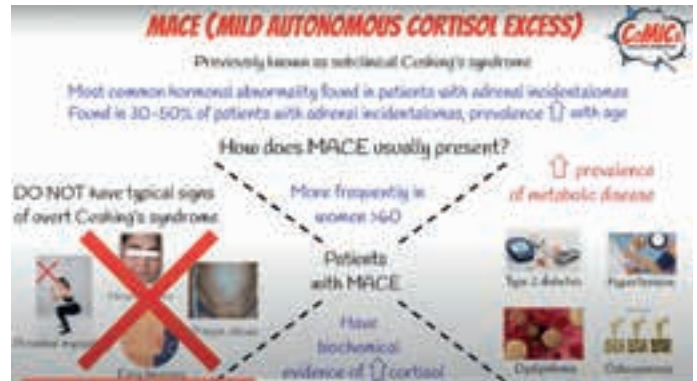 MACE (MILD AUTONOMOUS CORTISOL EXCESS)
CoMICs
Previously known as subclinical Cushing's syndrome
Most common hormonal abnormality found in patients with adrenal incidentalomas
Found in 30-50% of patients with adrenal incidentalomas, prevalence ⇧ with age
How does MACE usually present?
DO NOT have typical signs
of overt Cushing's syndrome
More frequently in
women >60
⇧ prevalence
of metabolic disease
Patients
with MACE
Type 2 diabetes
Hypertension
Easy bruising
Have
biochemical
evidence of ⇧ cortisol
Dyslipidemia
Osteoporosis